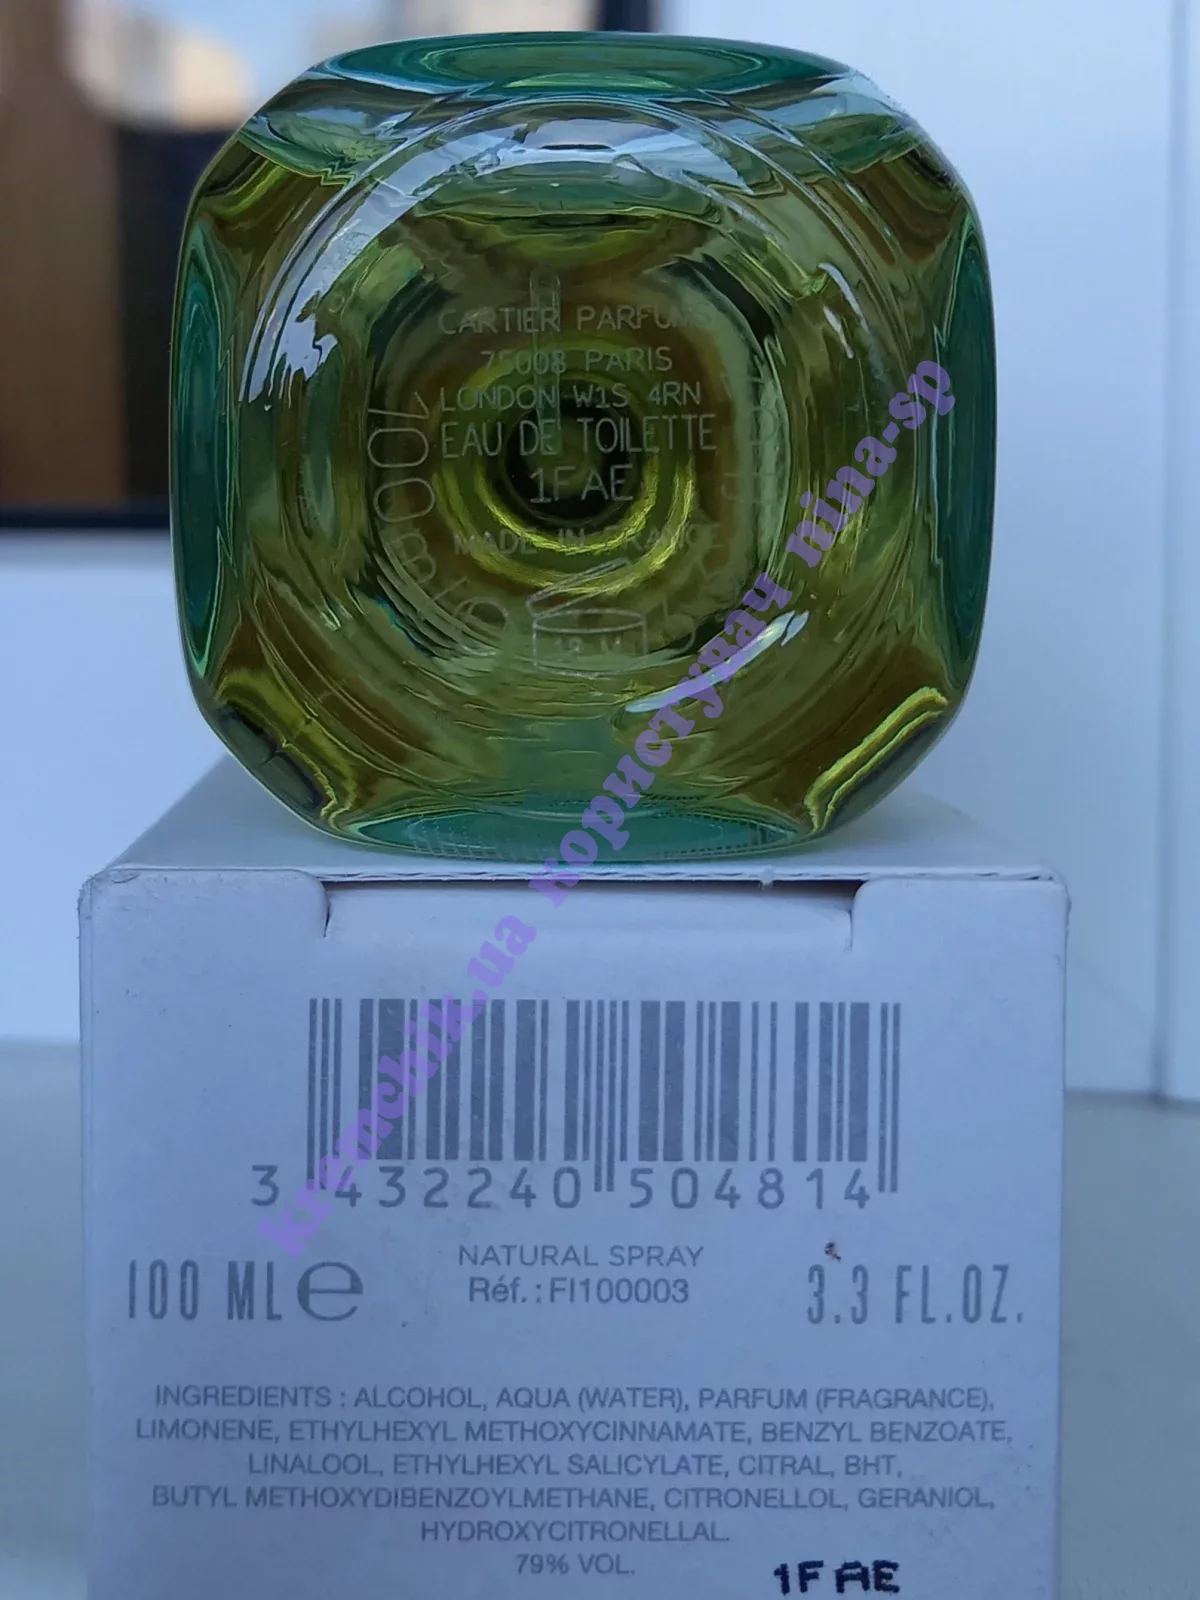 CARTIER PARFUMS
75008 PARIS
LONDON W1S 4RN
EAU DE TOILETTE
1FAE
MADE IN FRANCE
100ml e
kremchik.ua користувач nina-sp
3 432240 504814
NATURAL SPRAY
Réf. : FI100003
100 ML e
3.3 FL.OZ.
INGREDIENTS : ALCOHOL, AQUA (WATER), PARFUM (FRAGRANCE),
LIMONENE, ETHYLHEXYL METHOXYCINNAMATE, BENZYL BENZOATE,
LINALOOL, ETHYLHEXYL SALICYLATE, CITRAL, BHT,
BUTYL METHOXYDIBENZOYLMETHANE, CITRONELLOL, GERANIOL,
HYDROXYCITRONELLAL.
79% VOL.
1FAE